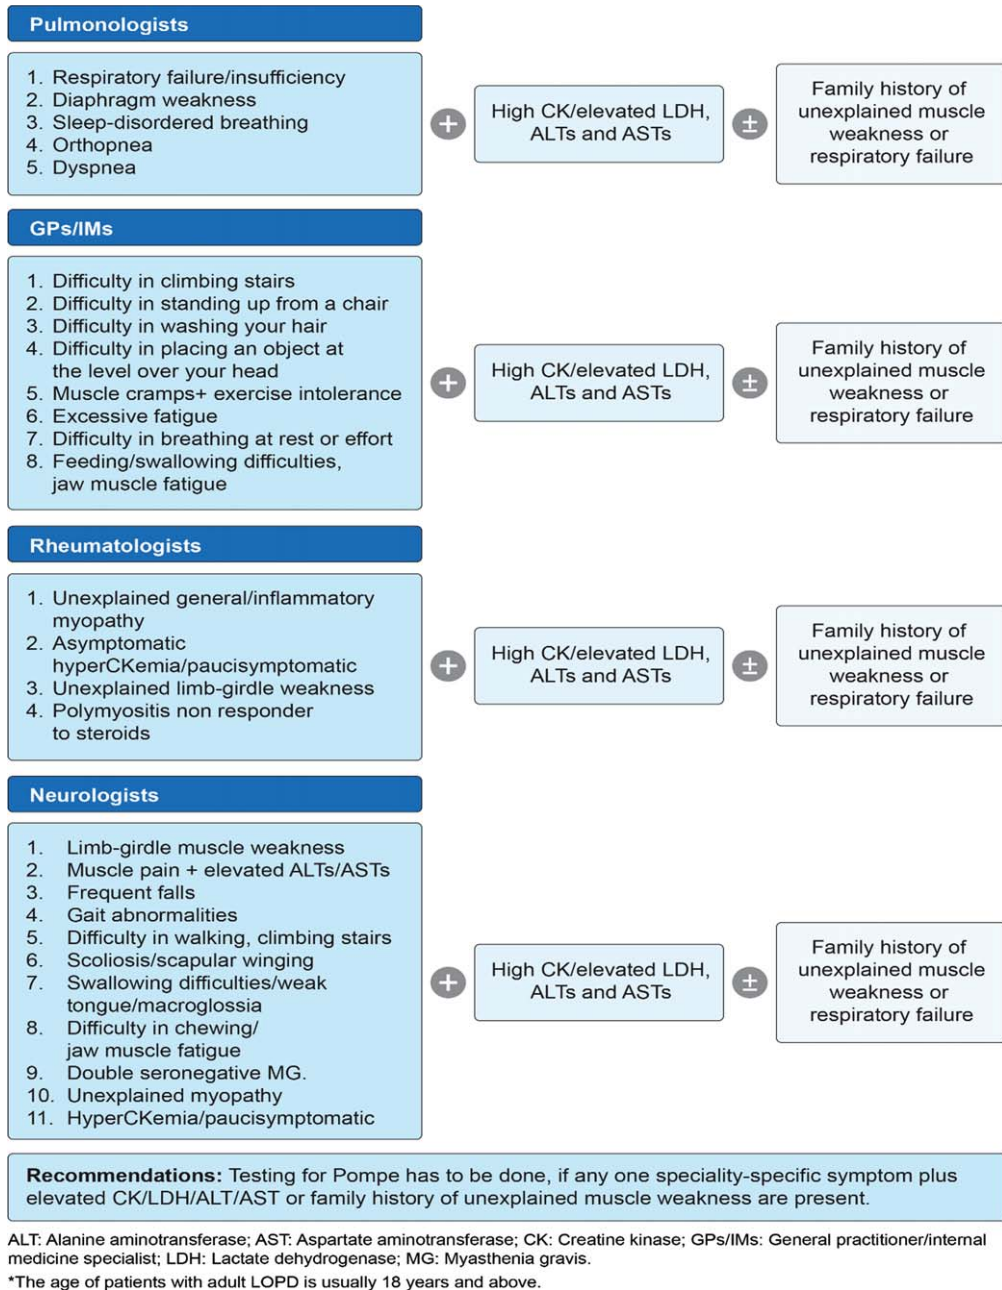 Pulmonologists
1. Respiratory failure/insufficiency
2. Diaphragm weakness
3. Sleep-disordered breathing
4. Orthopnea
5. Dyspnea
+
High CK/elevated LDH,
ALTs and ASTs
±
Family history of
unexplained muscle
weakness or
respiratory failure
GPs/IMs
1. Difficulty in climbing stairs
2. Difficulty in standing up from a chair
3. Difficulty in washing your hair
4. Difficulty in placing an object at
the level over your head
5. Muscle cramps+ exercise intolerance
6. Excessive fatigue
7. Difficulty in breathing at rest or effort
8. Feeding/swallowing difficulties,
jaw muscle fatigue
+
High CK/elevated LDH,
ALTs and ASTs
±
Family history of
unexplained muscle
weakness or
respiratory failure
Rheumatologists
1. Unexplained general/inflammatory
myopathy
2. Asymptomatic
hyperCKemia/paucisymptomatic
3. Unexplained limb-girdle weakness
4. Polymyositis non responder
to steroids
+
High CK/elevated LDH,
ALTs and ASTs
±
Family history of
unexplained muscle
weakness or
respiratory failure
Neurologists
1. Limb-girdle muscle weakness
2. Muscle pain + elevated ALTs/ASTs
3. Frequent falls
4. Gait abnormalities
5. Difficulty in walking, climbing stairs
6. Scoliosis/scapular winging
7. Swallowing difficulties/weak
tongue/macroglossia
8. Difficulty in chewing/
jaw muscle fatigue
9. Double seronegative MG.
10. Unexplained myopathy
11. HyperCKemia/paucisymptomatic
+
High CK/elevated LDH,
ALTs and ASTs
±
Family history of
unexplained muscle
weakness or
respiratory failure
Recommendations: Testing for Pompe has to be done, if any one speciality-specific symptom plus
elevated CK/LDH/ALT/AST or family history of unexplained muscle weakness are present.
ALT: Alanine aminotransferase; AST: Aspartate aminotransferase; CK: Creatine kinase; GPs/IMs: General practitioner/internal
medicine specialist; LDH: Lactate dehydrogenase; MG: Myasthenia gravis.
*The age of patients with adult LOPD is usually 18 years and above.